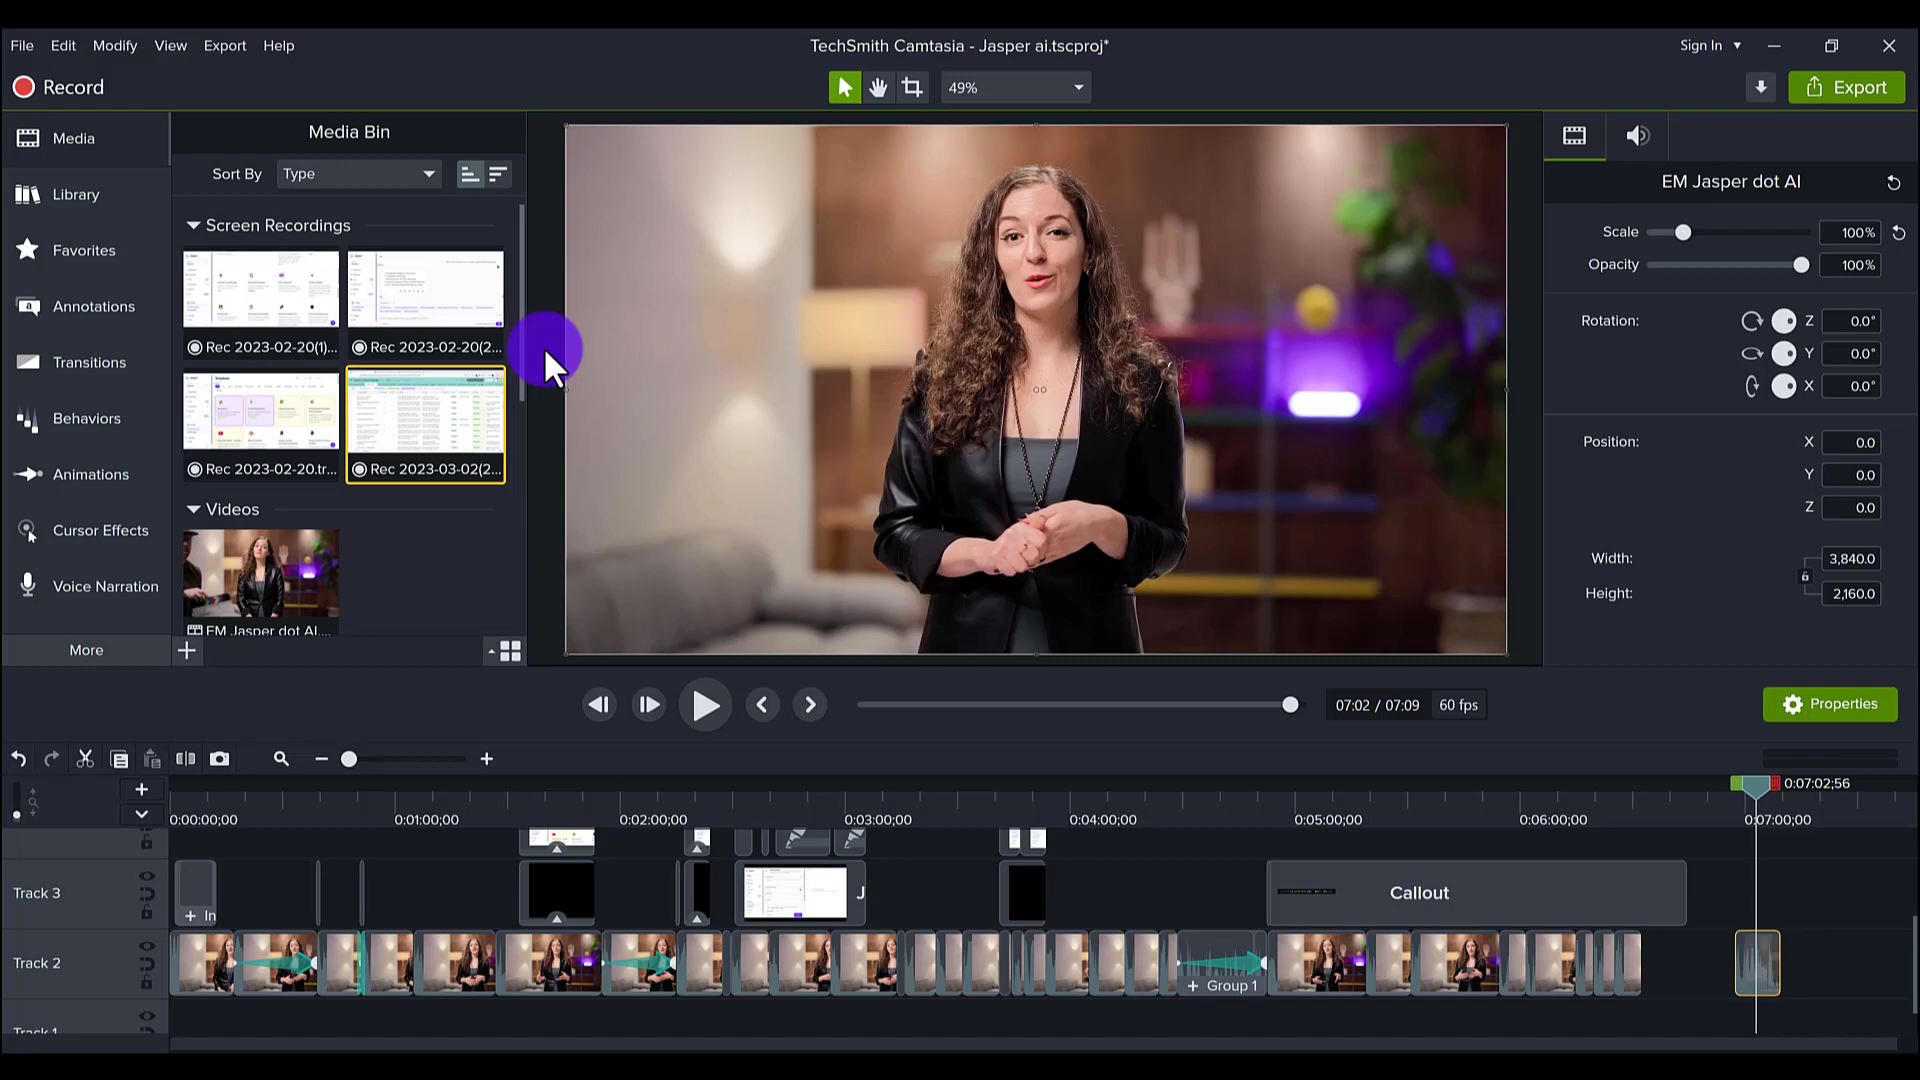 File Edit Modify View Export Help
TechSmith Camtasia - Jasper ai.tscproj*
Sign In
Record
49%
Export
Media
Library
Favorites
Annotations
Transitions
Behaviors
Animations
Cursor Effects
Voice Narration
More
Media Bin
Sort By Type
Screen Recordings
Rec 2023-02-20(1)...
Rec 2023-02-20(2...
Rec 2023-02-20.tr...
Rec 2023-03-02(2...
Videos
EM Jasper dot AI....
EM Jasper dot AI
Scale 100%
Opacity 100%
Rotation: Z 0.0°
Y 0.0°
X 0.0°
Position: X 0.0
Y 0.0
Z 0.0
Width: 3,840.0
Height: 2,160.0
07:02 / 07:09 60 fps
Properties
0:07:02;56
0:00:00;00 0:01:00;00 0:02:00;00 0:03:00;00 0:04:00;00 0:05:00;00 0:06:00;00 0:07:00;00
Track 3
+ In
J
Callout
Track 2
+ Group 1
Track 1